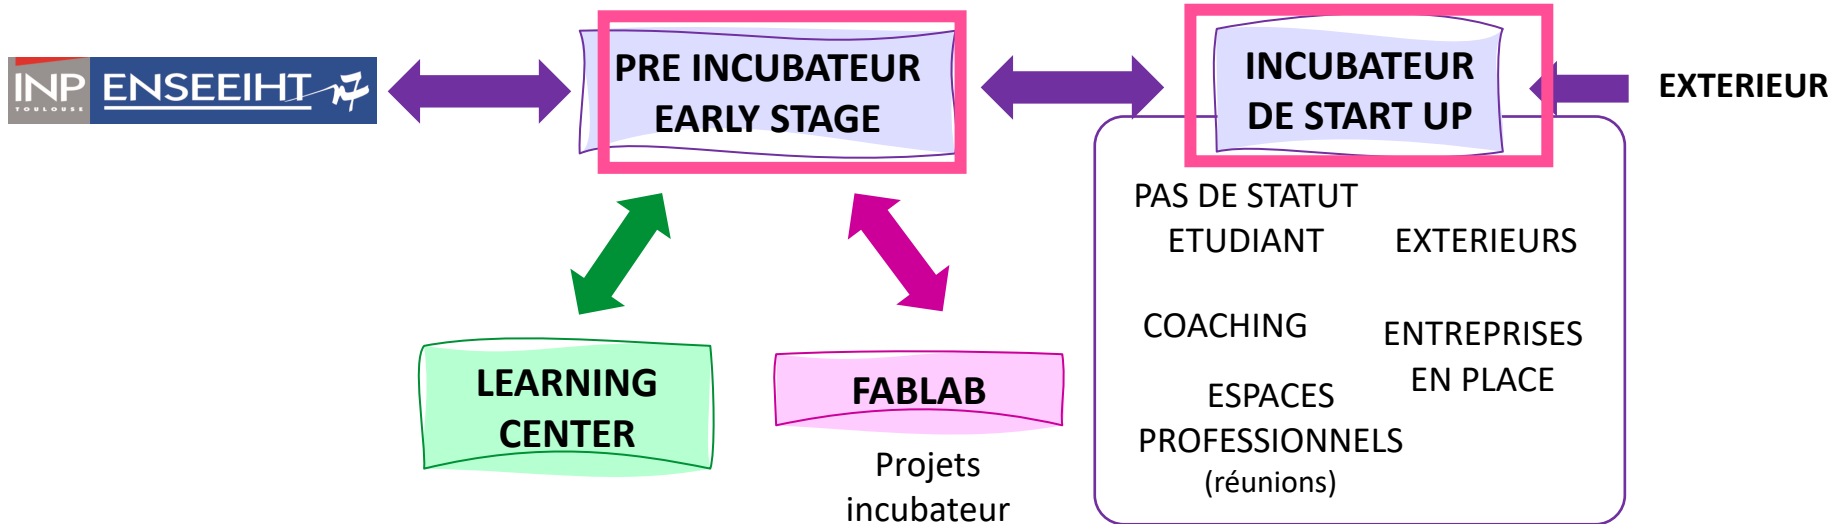 INP ENSEEIHT
TOULOUSE
PRE INCUBATEUR
EARLY STAGE
INCUBATEUR
DE START UP
EXTERIEUR
PAS DE STATUT
ETUDIANT
EXTERIEURS
COACHING
ENTREPRISES
EN PLACE
ESPACES
PROFESSIONNELS
(réunions)
LEARNING
CENTER
FABLAB
Projets
incubateur